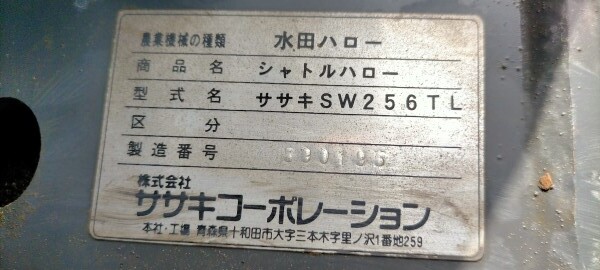 農業機械の種類 水田ハロー
商品名 シャトルハロー
型式名 ササキSW256TL
区分
製造番号
株式会社
ササキコーポレーション
本社・工場 青森県十和田市大字三本木字里ノ沢1番地259